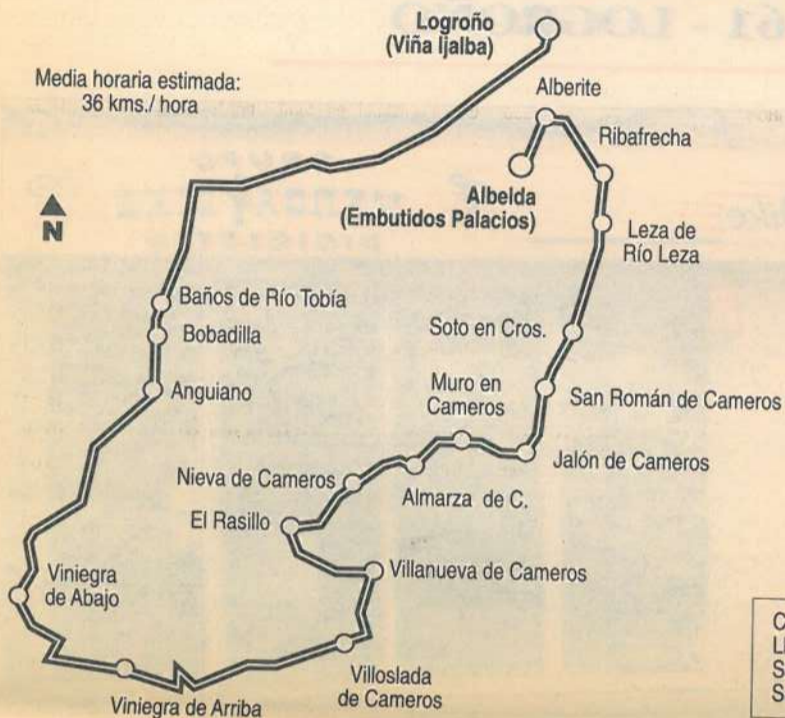 61 - LOGROÑO
Logroño
(Viña Ijalba)
Media horaria estimada:
36 kms./ hora
Alberite
Ribafrecha
Albelda
(Embutidos Palacios)
N
Leza de
Río Leza
Baños de Río Tobía
Bobadilla
Soto en Cros.
Anguiano
Muro en
Cameros
San Román de Cameros
Jalón de Cameros
Nieva de Cameros
Almarza de C.
El Rasillo
Villanueva de Cameros
Viniegra
de Abajo
Villoslada
de Cameros
Viniegra de Arriba